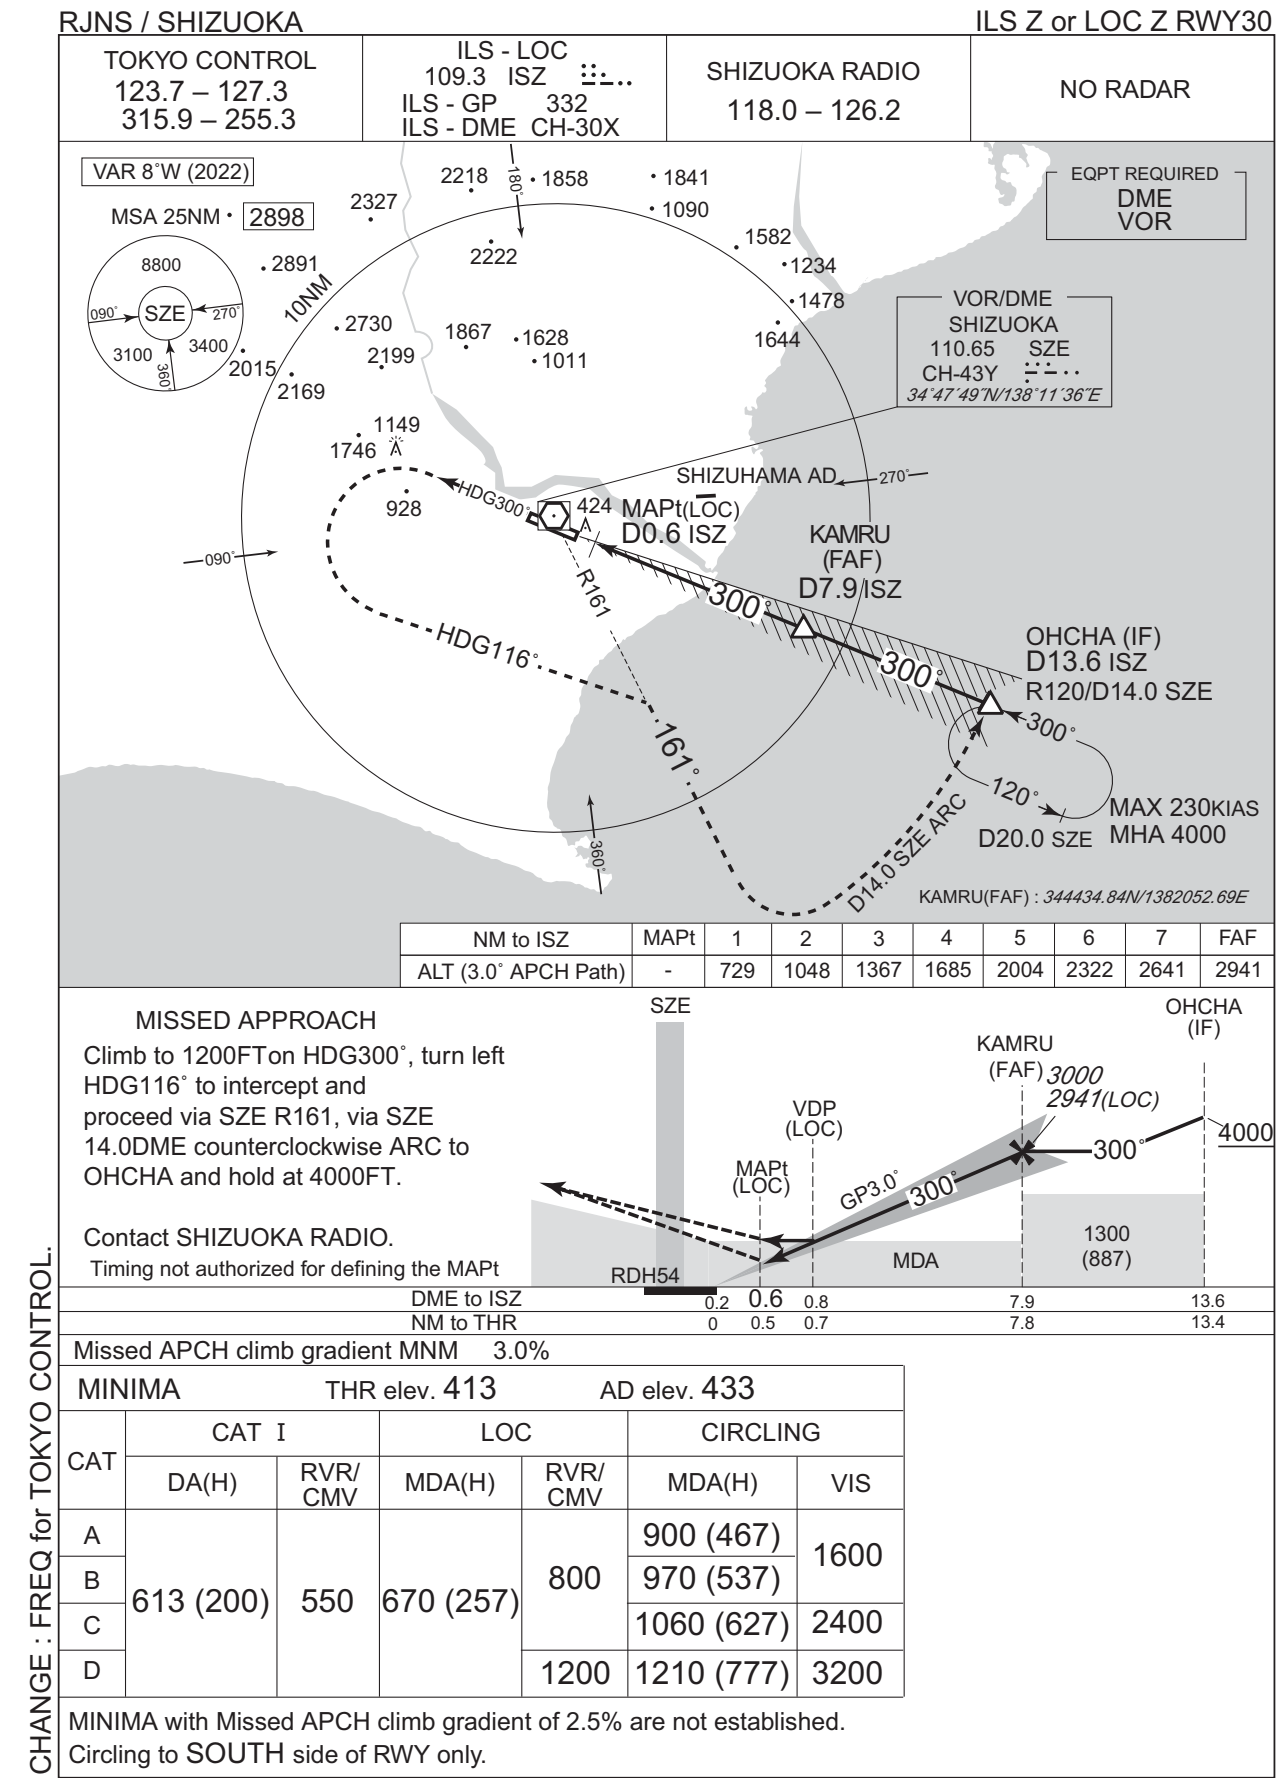 RJNS / SHIZUOKA
ILS Z or LOC Z RWY30
TOKYO CONTROL
123.7 – 127.3
315.9 – 255.3
ILS - LOC
109.3 ISZ
ILS - GP 332
ILS - DME CH-30X
SHIZUOKA RADIO
118.0 – 126.2
NO RADAR
VAR 8°W (2022)
MSA 25NM
2898
8800
090°
SZE
270°
3100
3400
360°
EQPT REQUIRED
DME
VOR
VOR/DME
SHIZUOKA
110.65 SZE
CH-43Y
34°47´49˝N/138°11´36˝E
2218
180°
1858
1841
2327
1090
2222
1582
2891
1234
10NM
1478
2730
1867
1628
1644
2199
1011
2015
2169
1149
1746
928
HDG300°
424
SHIZUHAMA AD
270°
MAPt(LOC)
D0.6 ISZ
KAMRU
(FAF)
D7.9 ISZ
090°
R161
300°
HDG116°
300°
OHCHA (IF)
D13.6 ISZ
R120/D14.0 SZE
300°
161°
120°
MAX 230KIAS
D20.0 SZE
MHA 4000
D14.0 SZE ARC
360°
KAMRU(FAF) : 344434.84N/1382052.69E
NM to ISZ MAPt 1 2 3 4 5 6 7 FAF
ALT (3.0° APCH Path) - 729 1048 1367 1685 2004 2322 2641 2941
MISSED APPROACH
Climb to 1200FTon HDG300°, turn left
HDG116° to intercept and
proceed via SZE R161, via SZE
14.0DME counterclockwise ARC to
OHCHA and hold at 4000FT.
Contact SHIZUOKA RADIO.
Timing not authorized for defining the MAPt
SZE
OHCHA
(IF)
KAMRU
(FAF)
3000
2941(LOC)
VDP
(LOC)
4000
300°
MAPt
(LOC)
GP3.0°
300°
1300
(887)
MDA
RDH54
DME to ISZ 0.2 0.6 0.8 7.9 13.6
NM to THR 0 0.5 0.7 7.8 13.4
Missed APCH climb gradient MNM 3.0%
MINIMA THR elev. 413 AD elev. 433
CAT
CAT I
LOC
CIRCLING
DA(H)
RVR/
CMV
MDA(H)
RVR/
CMV
MDA(H)
VIS
A
B
C
D
613 (200)
550
670 (257)
800
1200
900 (467)
970 (537)
1060 (627)
1210 (777)
1600
2400
3200
MINIMA with Missed APCH climb gradient of 2.5% are not established.
Circling to SOUTH side of RWY only.
CHANGE : FREQ for TOKYO CONTROL.